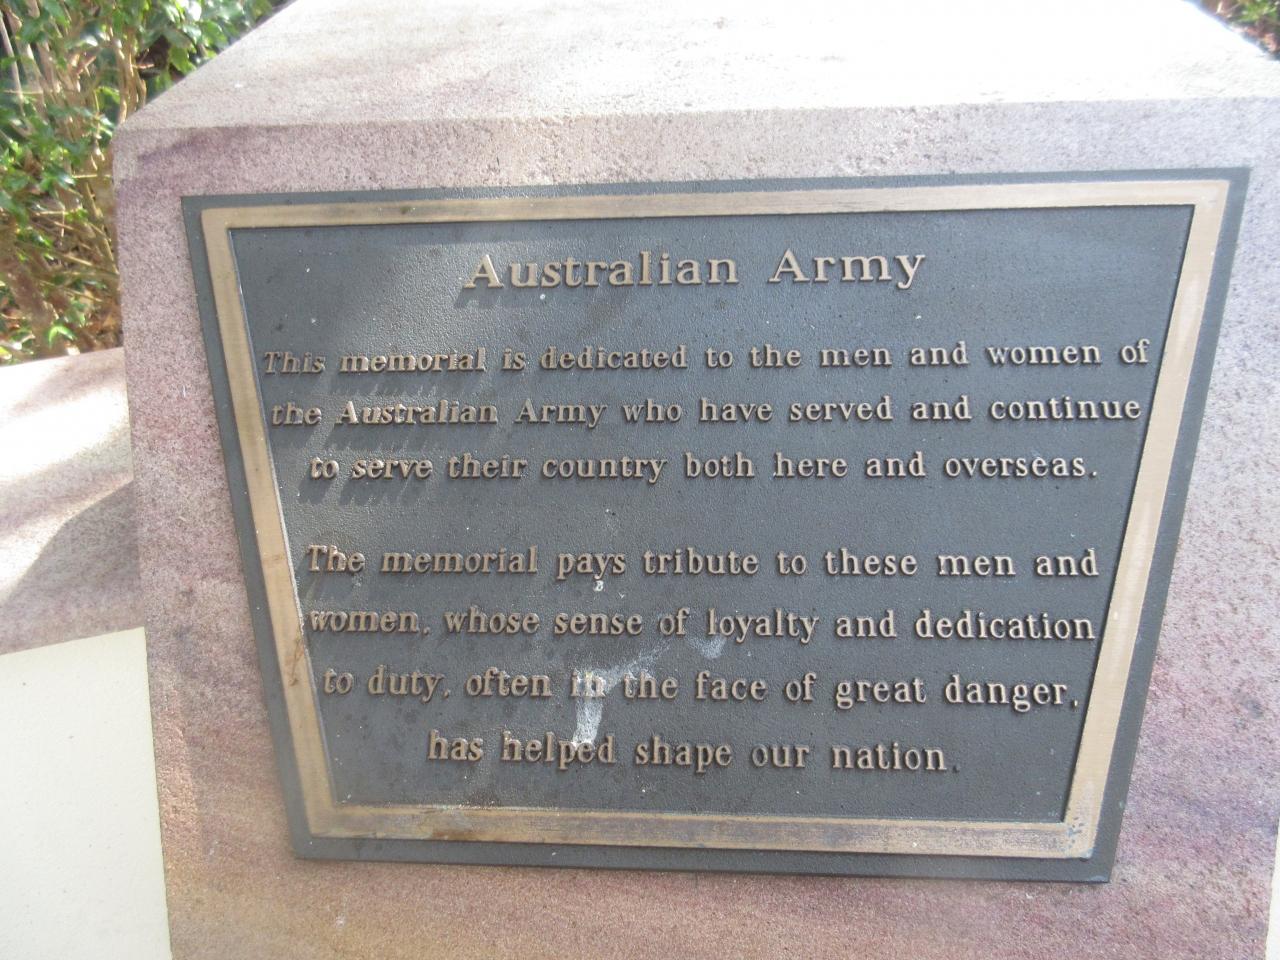 Australian Army
This memorial is dedicated to the men and women of
the Australian Army who have served and continue
to serve their country both here and overseas.
The memorial pays tribute to these men and
women, whose sense of loyalty and dedication
to duty, often in the face of great danger,
has helped shape our nation.